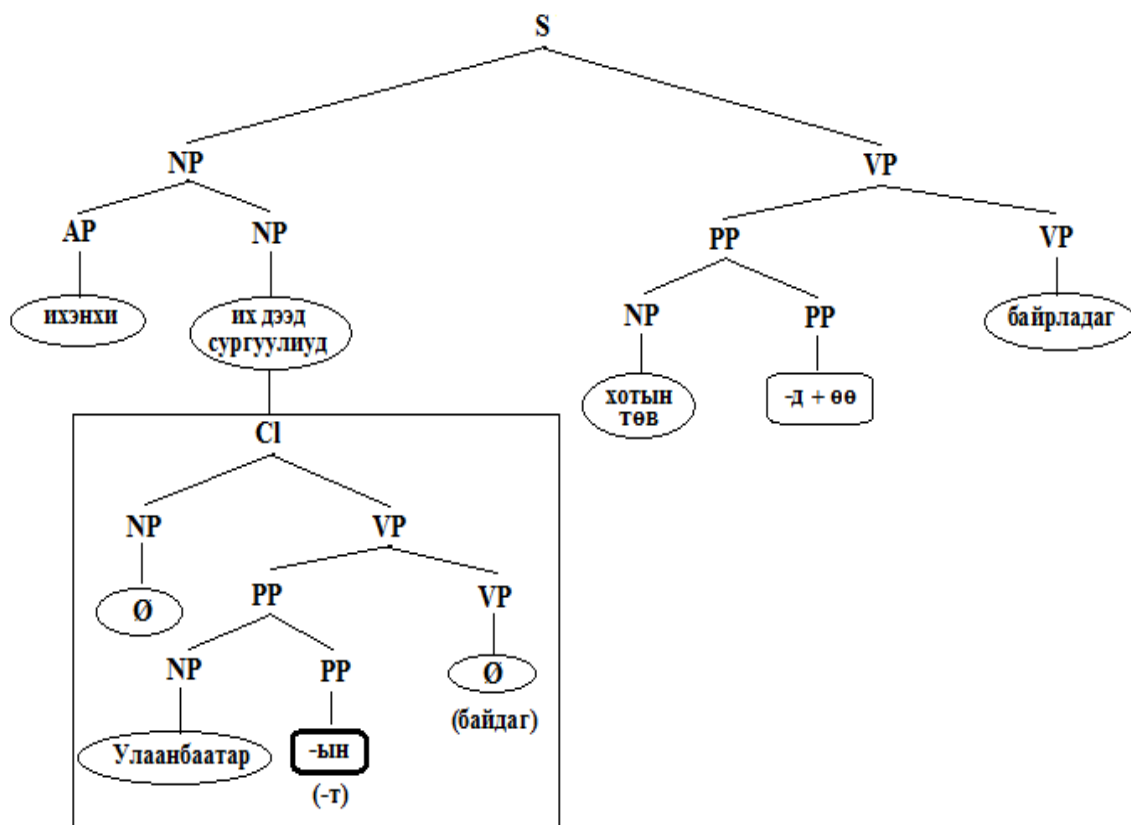 S
NP VP
AP NP PP VP
ихэнхи их дээд сургуулиуд NP PP байрладаг
хотын төв -д + өө
Cl
NP VP
Ø PP VP
NP PP Ø
(байдаг)
Улаанбаатар -ын
(-т)